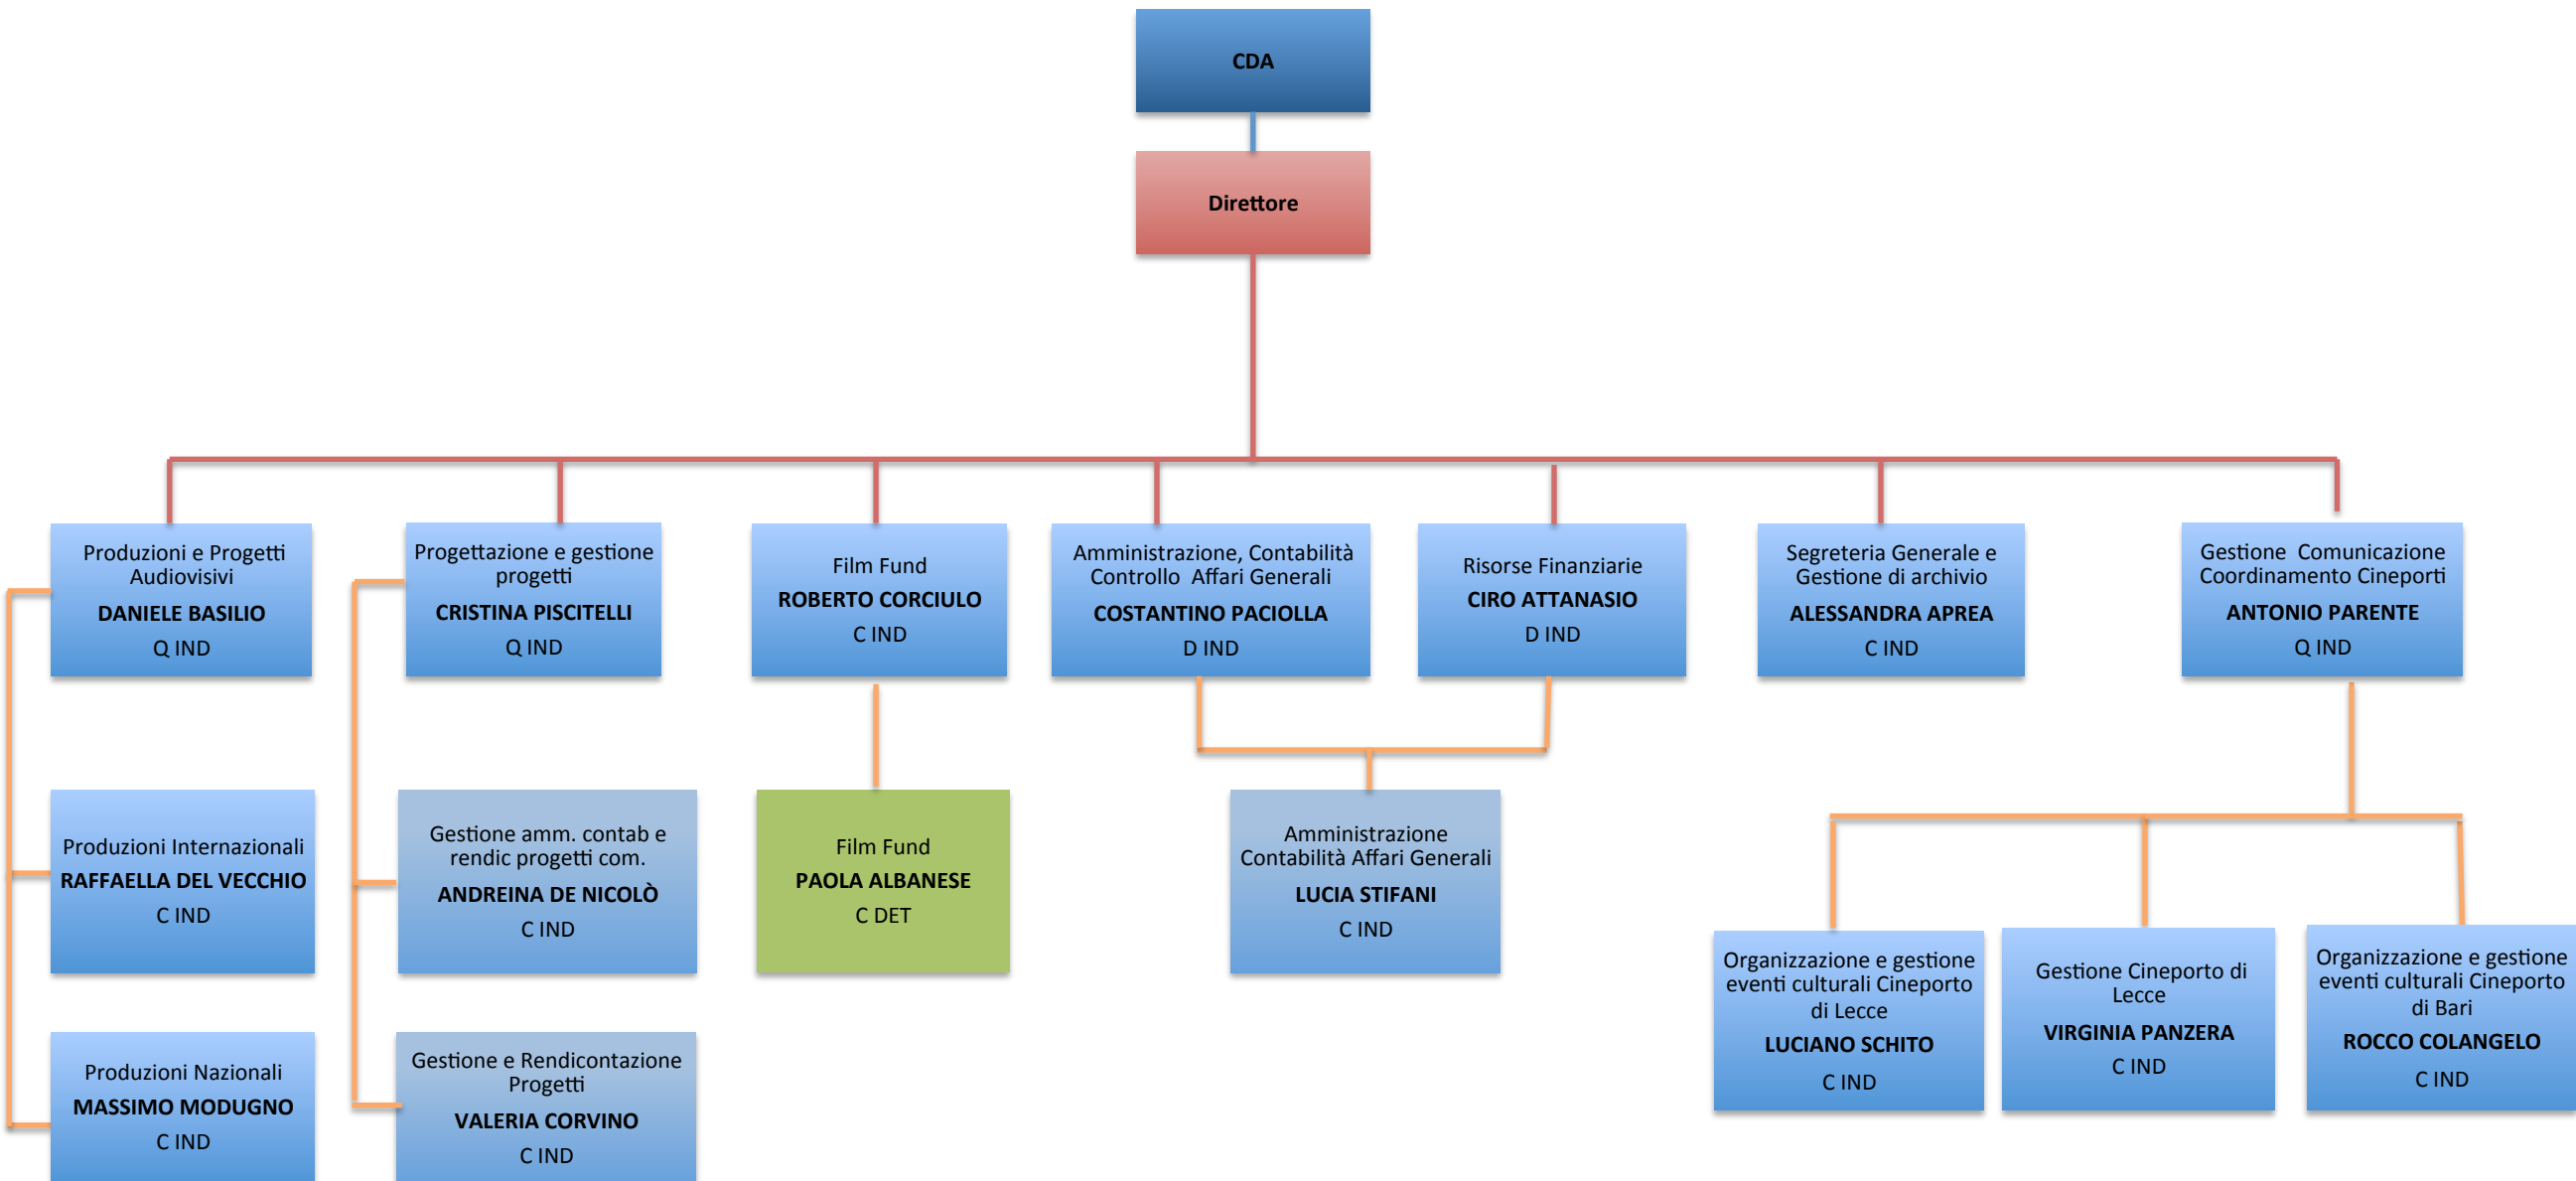 CDA
Direttore
Produzioni e Progetti
Audiovisivi
DANIELE BASILIO
Q IND
Progettazione e gestione
progetti
CRISTINA PISCITELLI
Q IND
Film Fund
ROBERTO CORCIULO
C IND
Amministrazione, Contabilità
Controllo Affari Generali
COSTANTINO PACIOLLA
D IND
Risorse Finanziarie
CIRO ATTANASIO
D IND
Segreteria Generale e
Gestione di archivio
ALESSANDRA APREA
C IND
Gestione Comunicazione
Coordinamento Cineporti
ANTONIO PARENTE
Q IND
Produzioni Internazionali
RAFFAELLA DEL VECCHIO
C IND
Gestione amm. contab e
rendic progetti com.
ANDREINA DE NICOLÒ
C IND
Film Fund
PAOLA ALBANESE
C DET
Amministrazione
Contabilità Affari Generali
LUCIA STIFANI
C IND
Organizzazione e gestione
eventi culturali Cineporto
di Lecce
LUCIANO SCHITO
C IND
Gestione Cineporto di
Lecce
VIRGINIA PANZERA
C IND
Organizzazione e gestione
eventi culturali Cineporto
di Bari
ROCCO COLANGELO
C IND
Produzioni Nazionali
MASSIMO MODUGNO
C IND
Gestione e Rendicontazione
Progetti
VALERIA CORVINO
C IND